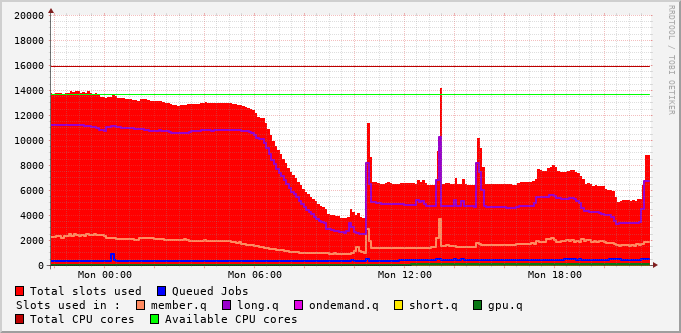 20000
18000
16000
14000
12000
10000
8000
6000
4000
2000
0
Mon 00:00 Mon 06:00 Mon 12:00 Mon 18:00
Total slots used Queued Jobs
Slots used in : member.q long.q ondemand.q short.q gpu.q
Total CPU cores Available CPU cores
RRDTOOL / TOBI OETIKER